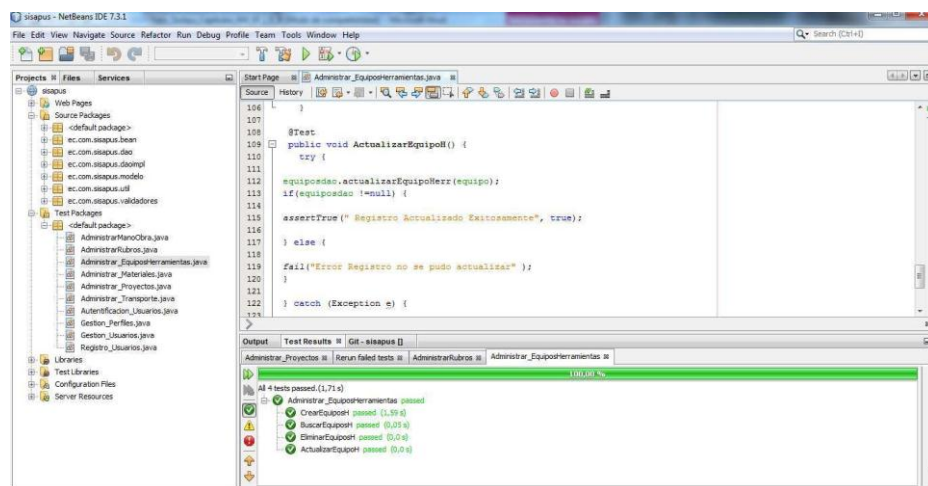 sisapus - NetBeans IDE 7.3.1
File Edit View Navigate Source Refactor Run Debug Profile Team Tools Window Help
Search (Ctrl+I)
Projects Files Services
sisapus
Web Pages
Source Packages
<default package>
ec.com.sisapus.bean
ec.com.sisapus.dao
ec.com.sisapus.daoimpl
ec.com.sisapus.modelo
ec.com.sisapus.util
ec.com.sisapus.validadores
Test Packages
<default package>
AdministrarManoObra.java
AdministrarRubros.java
Administrar_EquiposHerramientas.java
Administrar_Materiales.java
Administrar_Proyectos.java
Administrar_Transporte.java
Autentificacion_Usuarios.java
Gestion_Perfiles.java
Gestion_Usuarios.java
Registro_Usuarios.java
Libraries
Test Libraries
Configuration Files
Server Resources
Start Page Administrar_EquiposHerramientas.java
Source History
106 }
107
108 @Test
109 public void ActualizarEquipoH() {
110 try {
111
112 equiposdao.actualizarEquipoHerr(equipo);
113 if(equiposdao !=null) {
114
115 assertTrue(" Registro Actualizado Exitosamente", true);
116
117 } else {
118
119 fail("Error Registro no se pudo actualizar" );
120 }
121
122 } catch (Exception e) {
123
Output Test Results Git - sisapus []
Administrar_Proyectos Rerun failed tests AdministrarRubros Administrar_EquiposHerramientas
100,00 %
All 4 tests passed.(1,71 s)
Administrar_EquiposHerramientas passed
CrearEquiposH passed (1,59 s)
BuscarEquiposH passed (0,05 s)
EliminarEquiposH passed (0,0 s)
ActualizarEquipoH passed (0,0 s)